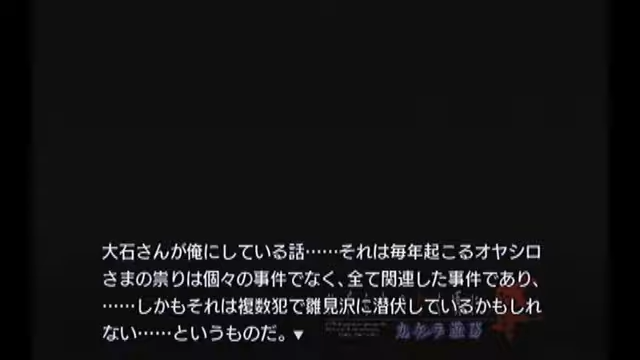 大石さんが俺にしている話……それは毎年起こるオヤシロ
さまの祟りは個々の事件でなく、全て関連した事件であり、
……しかもそれは複数犯で雛見沢に潜伏しているかもしれ
ない……というものだ。▼